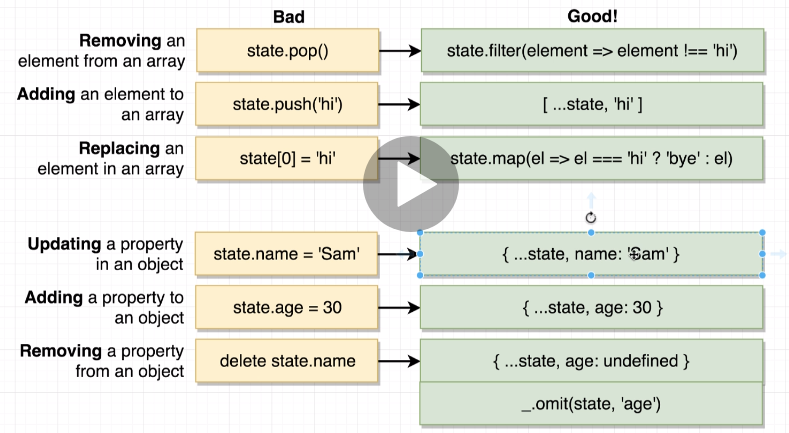 Bad
Good!
Removing an
element from an array
state.pop()
state.filter(element => element !== 'hi')
Adding an element to
an array
state.push('hi')
[ ...state, 'hi' ]
Replacing an
element in an array
state[0] = 'hi'
state.map(el => el === 'hi' ? 'bye' : el)
Updating a property
in an object
state.name = 'Sam'
{ ...state, name: 'Sam' }
Adding a property to
an object
state.age = 30
{ ...state, age: 30 }
Removing a property
from an object
delete state.name
{ ...state, age: undefined }
_.omit(state, 'age')